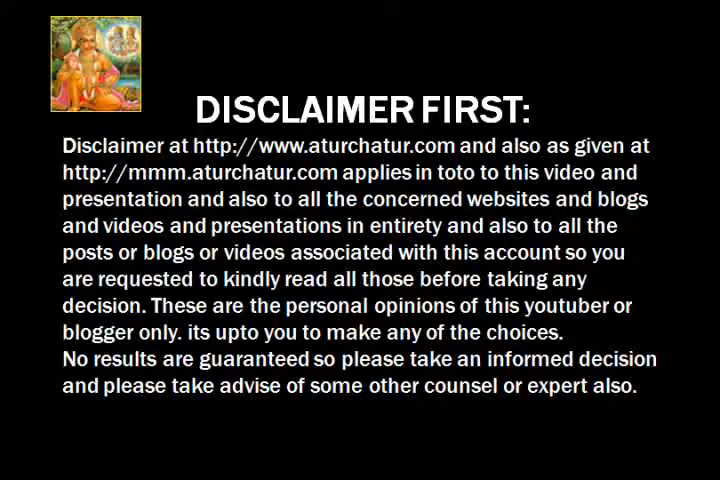 DISCLAIMER FIRST:
Disclaimer at http://www.aturchatur.com and also as given at
http://mmm.aturchatur.com applies in toto to this video and
presentation and also to all the concerned websites and blogs
and videos and presentations in entirety and also to all the
posts or blogs or videos associated with this account so you
are requested to kindly read all those before taking any
decision. These are the personal opinions of this youtuber or
blogger only. its upto you to make any of the choices.
No results are guaranteed so please take an informed decision
and please take advise of some other counsel or expert also.